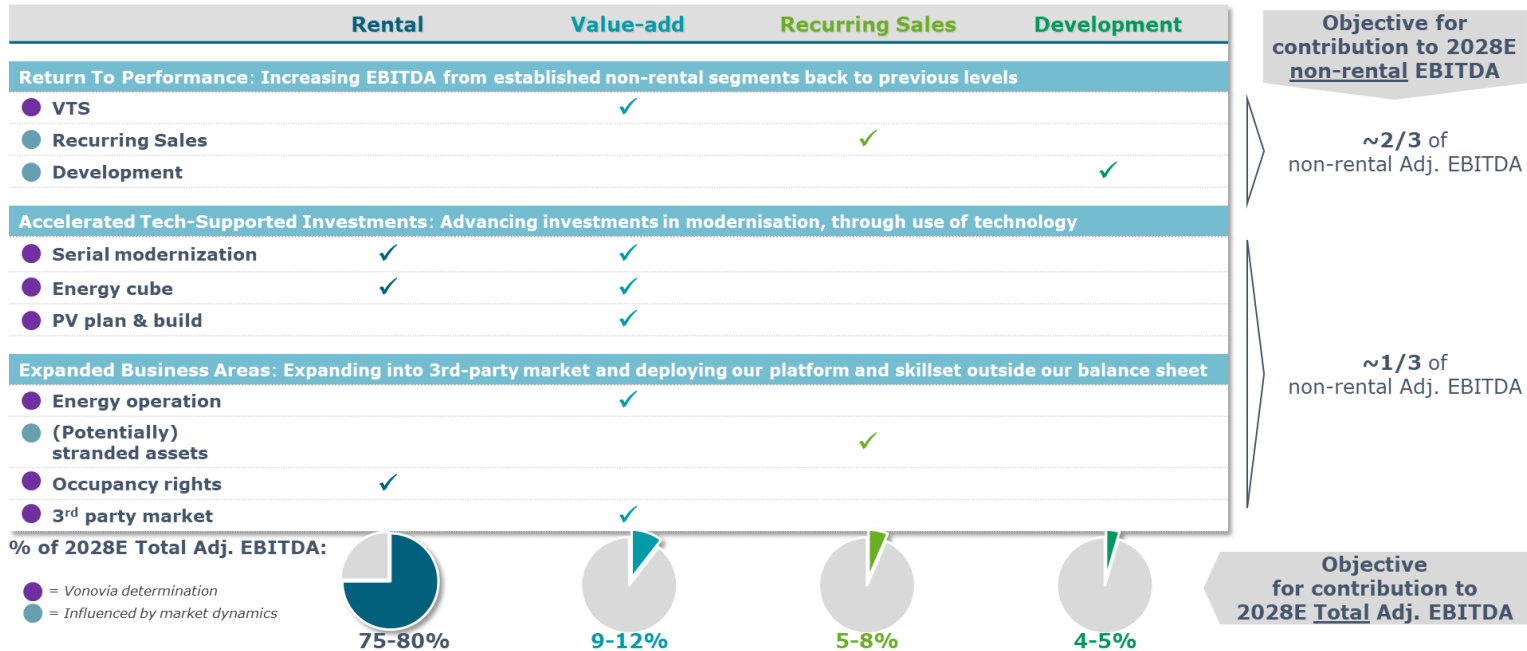 Rental Value-add Recurring Sales Development
Objective for
contribution to 2028E
non-rental EBITDA
Return To Performance: Increasing EBITDA from established non-rental segments back to previous levels
VTS ✓
Recurring Sales ✓
Development ✓
~2/3 of
non-rental Adj. EBITDA
Accelerated Tech-Supported Investments: Advancing investments in modernisation, through use of technology
Serial modernization ✓ ✓
Energy cube ✓ ✓
PV plan & build ✓
Expanded Business Areas: Expanding into 3rd-party market and deploying our platform and skillset outside our balance sheet
Energy operation ✓
(Potentially)
stranded assets ✓
Occupancy rights ✓
3rd party market ✓
~1/3 of
non-rental Adj. EBITDA
% of 2028E Total Adj. EBITDA:
= Vonovia determination
= Influenced by market dynamics
75-80% 9-12% 5-8% 4-5%
Objective
for contribution to
2028E Total Adj. EBITDA